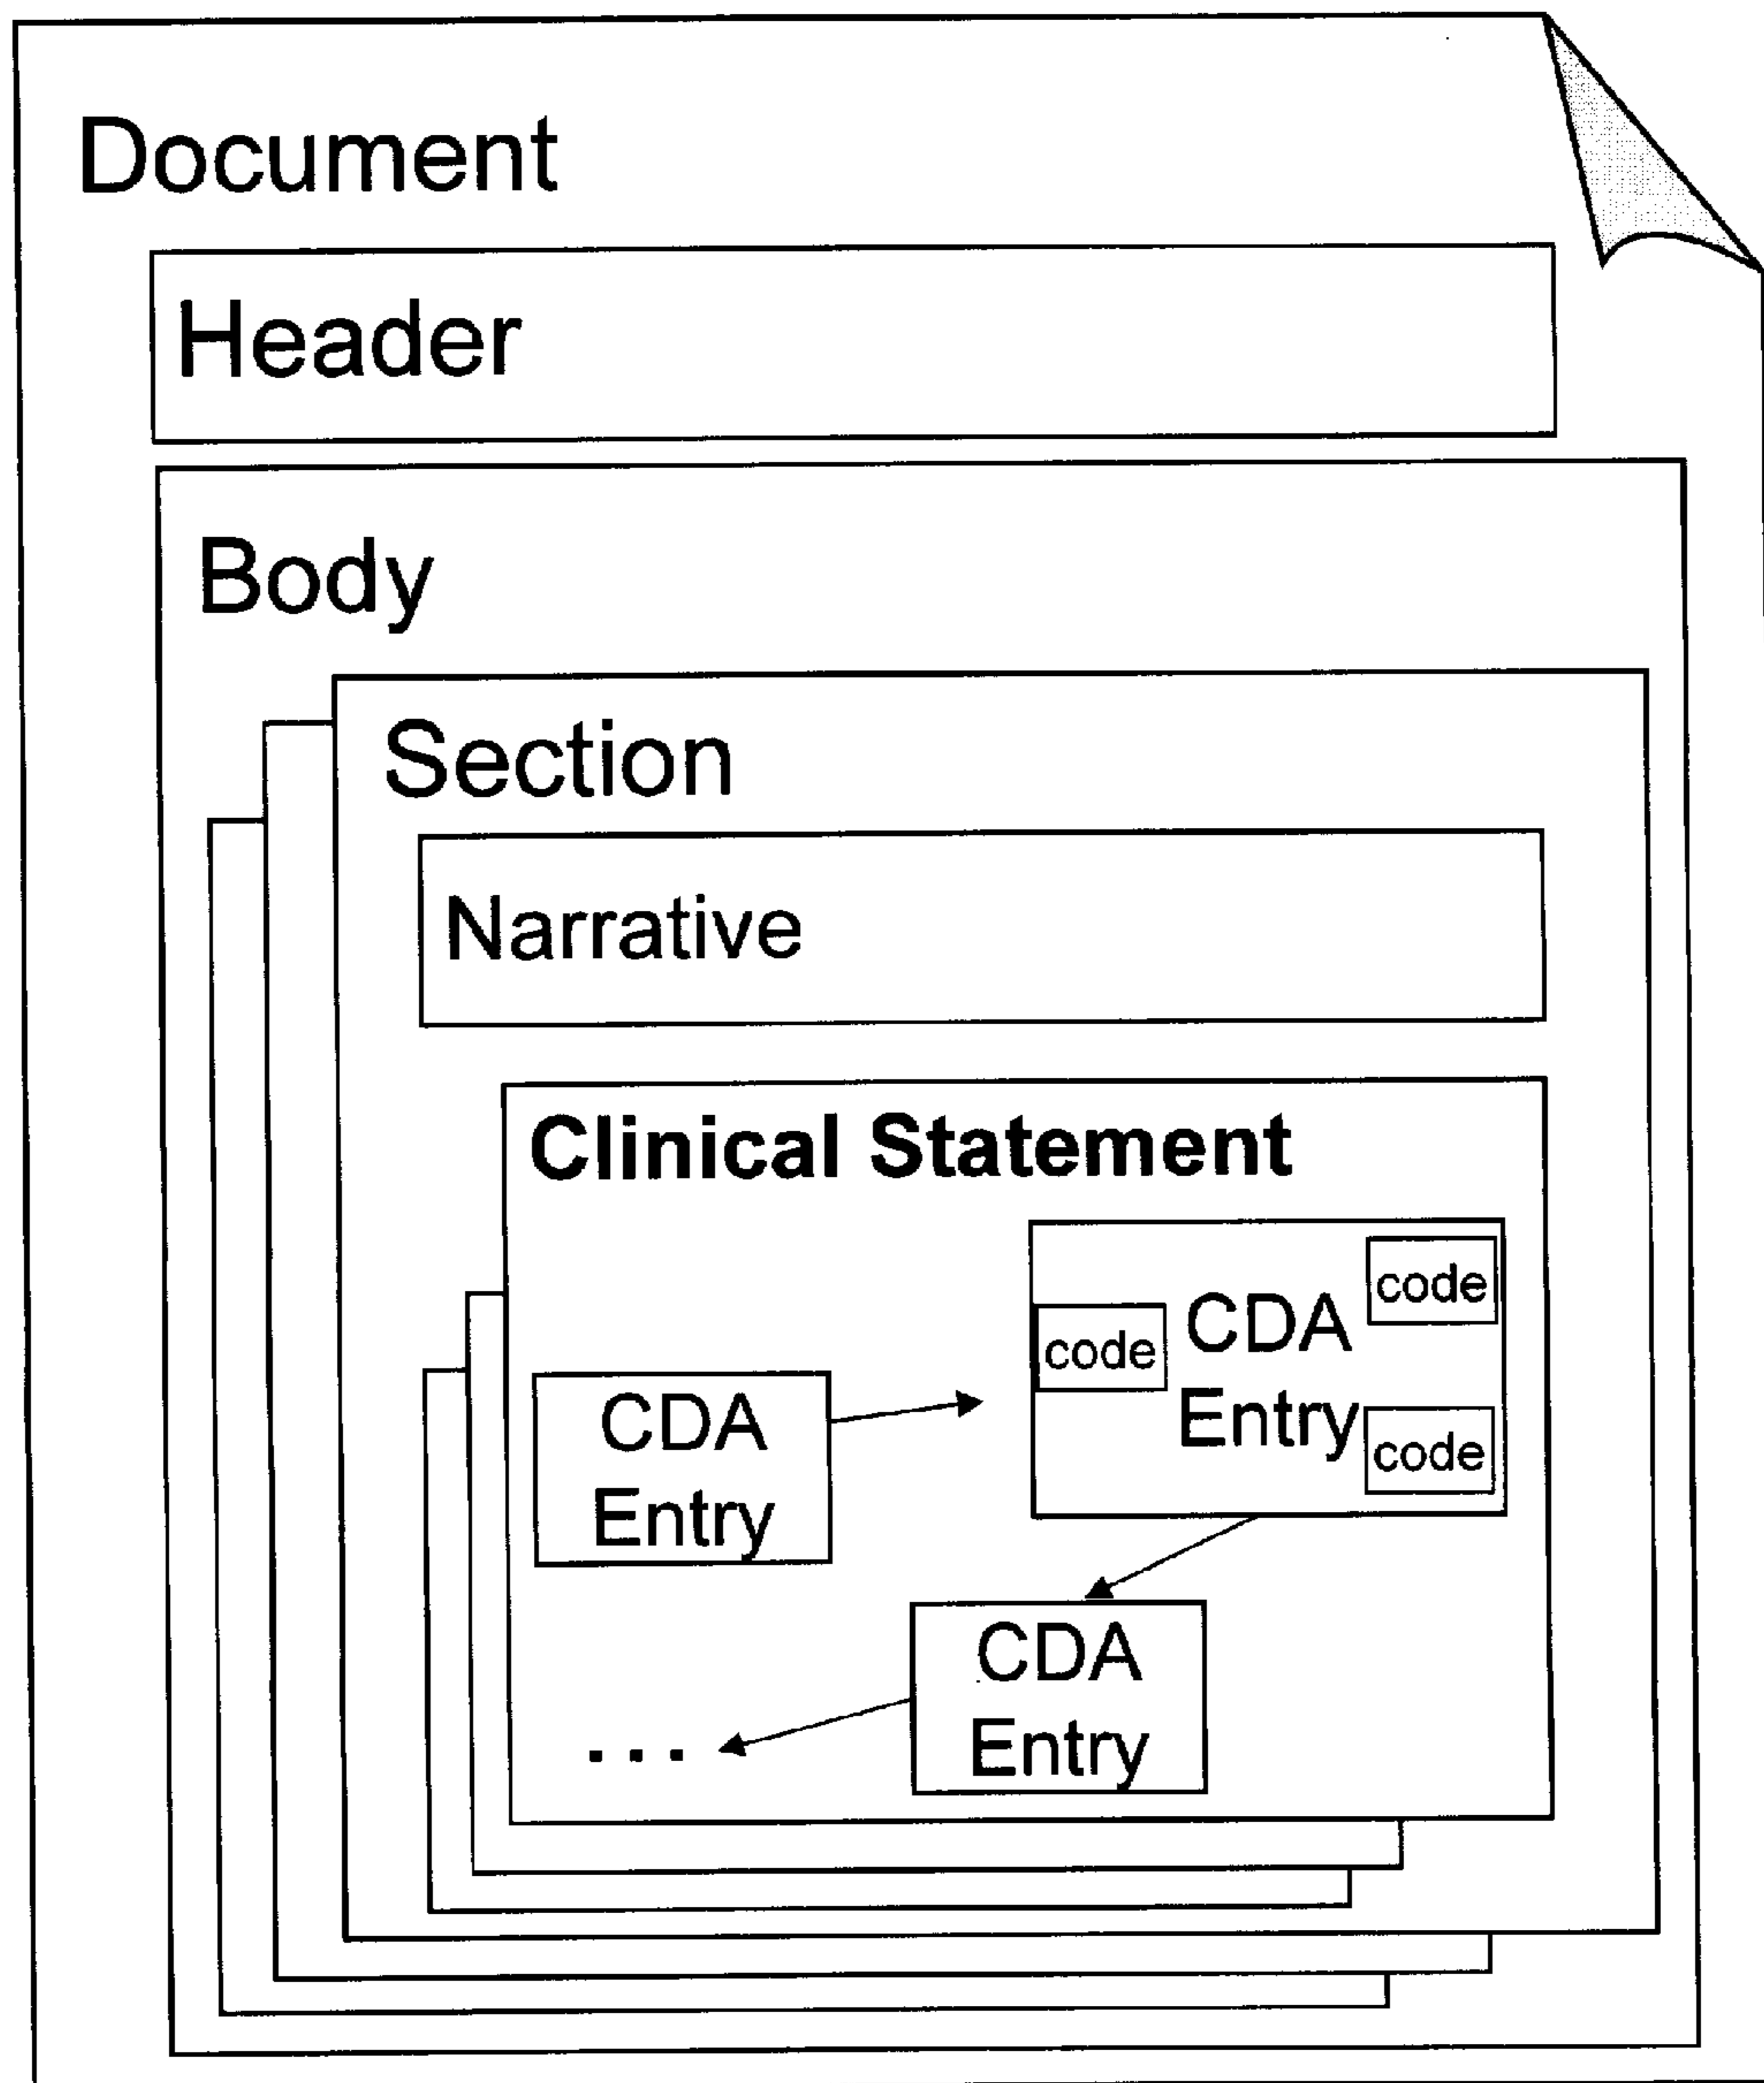 Document
Header
Body
Section
Narrative
Clinical Statement
code
code
CDA
Entry
code
CDA
Entry
CDA
Entry
...